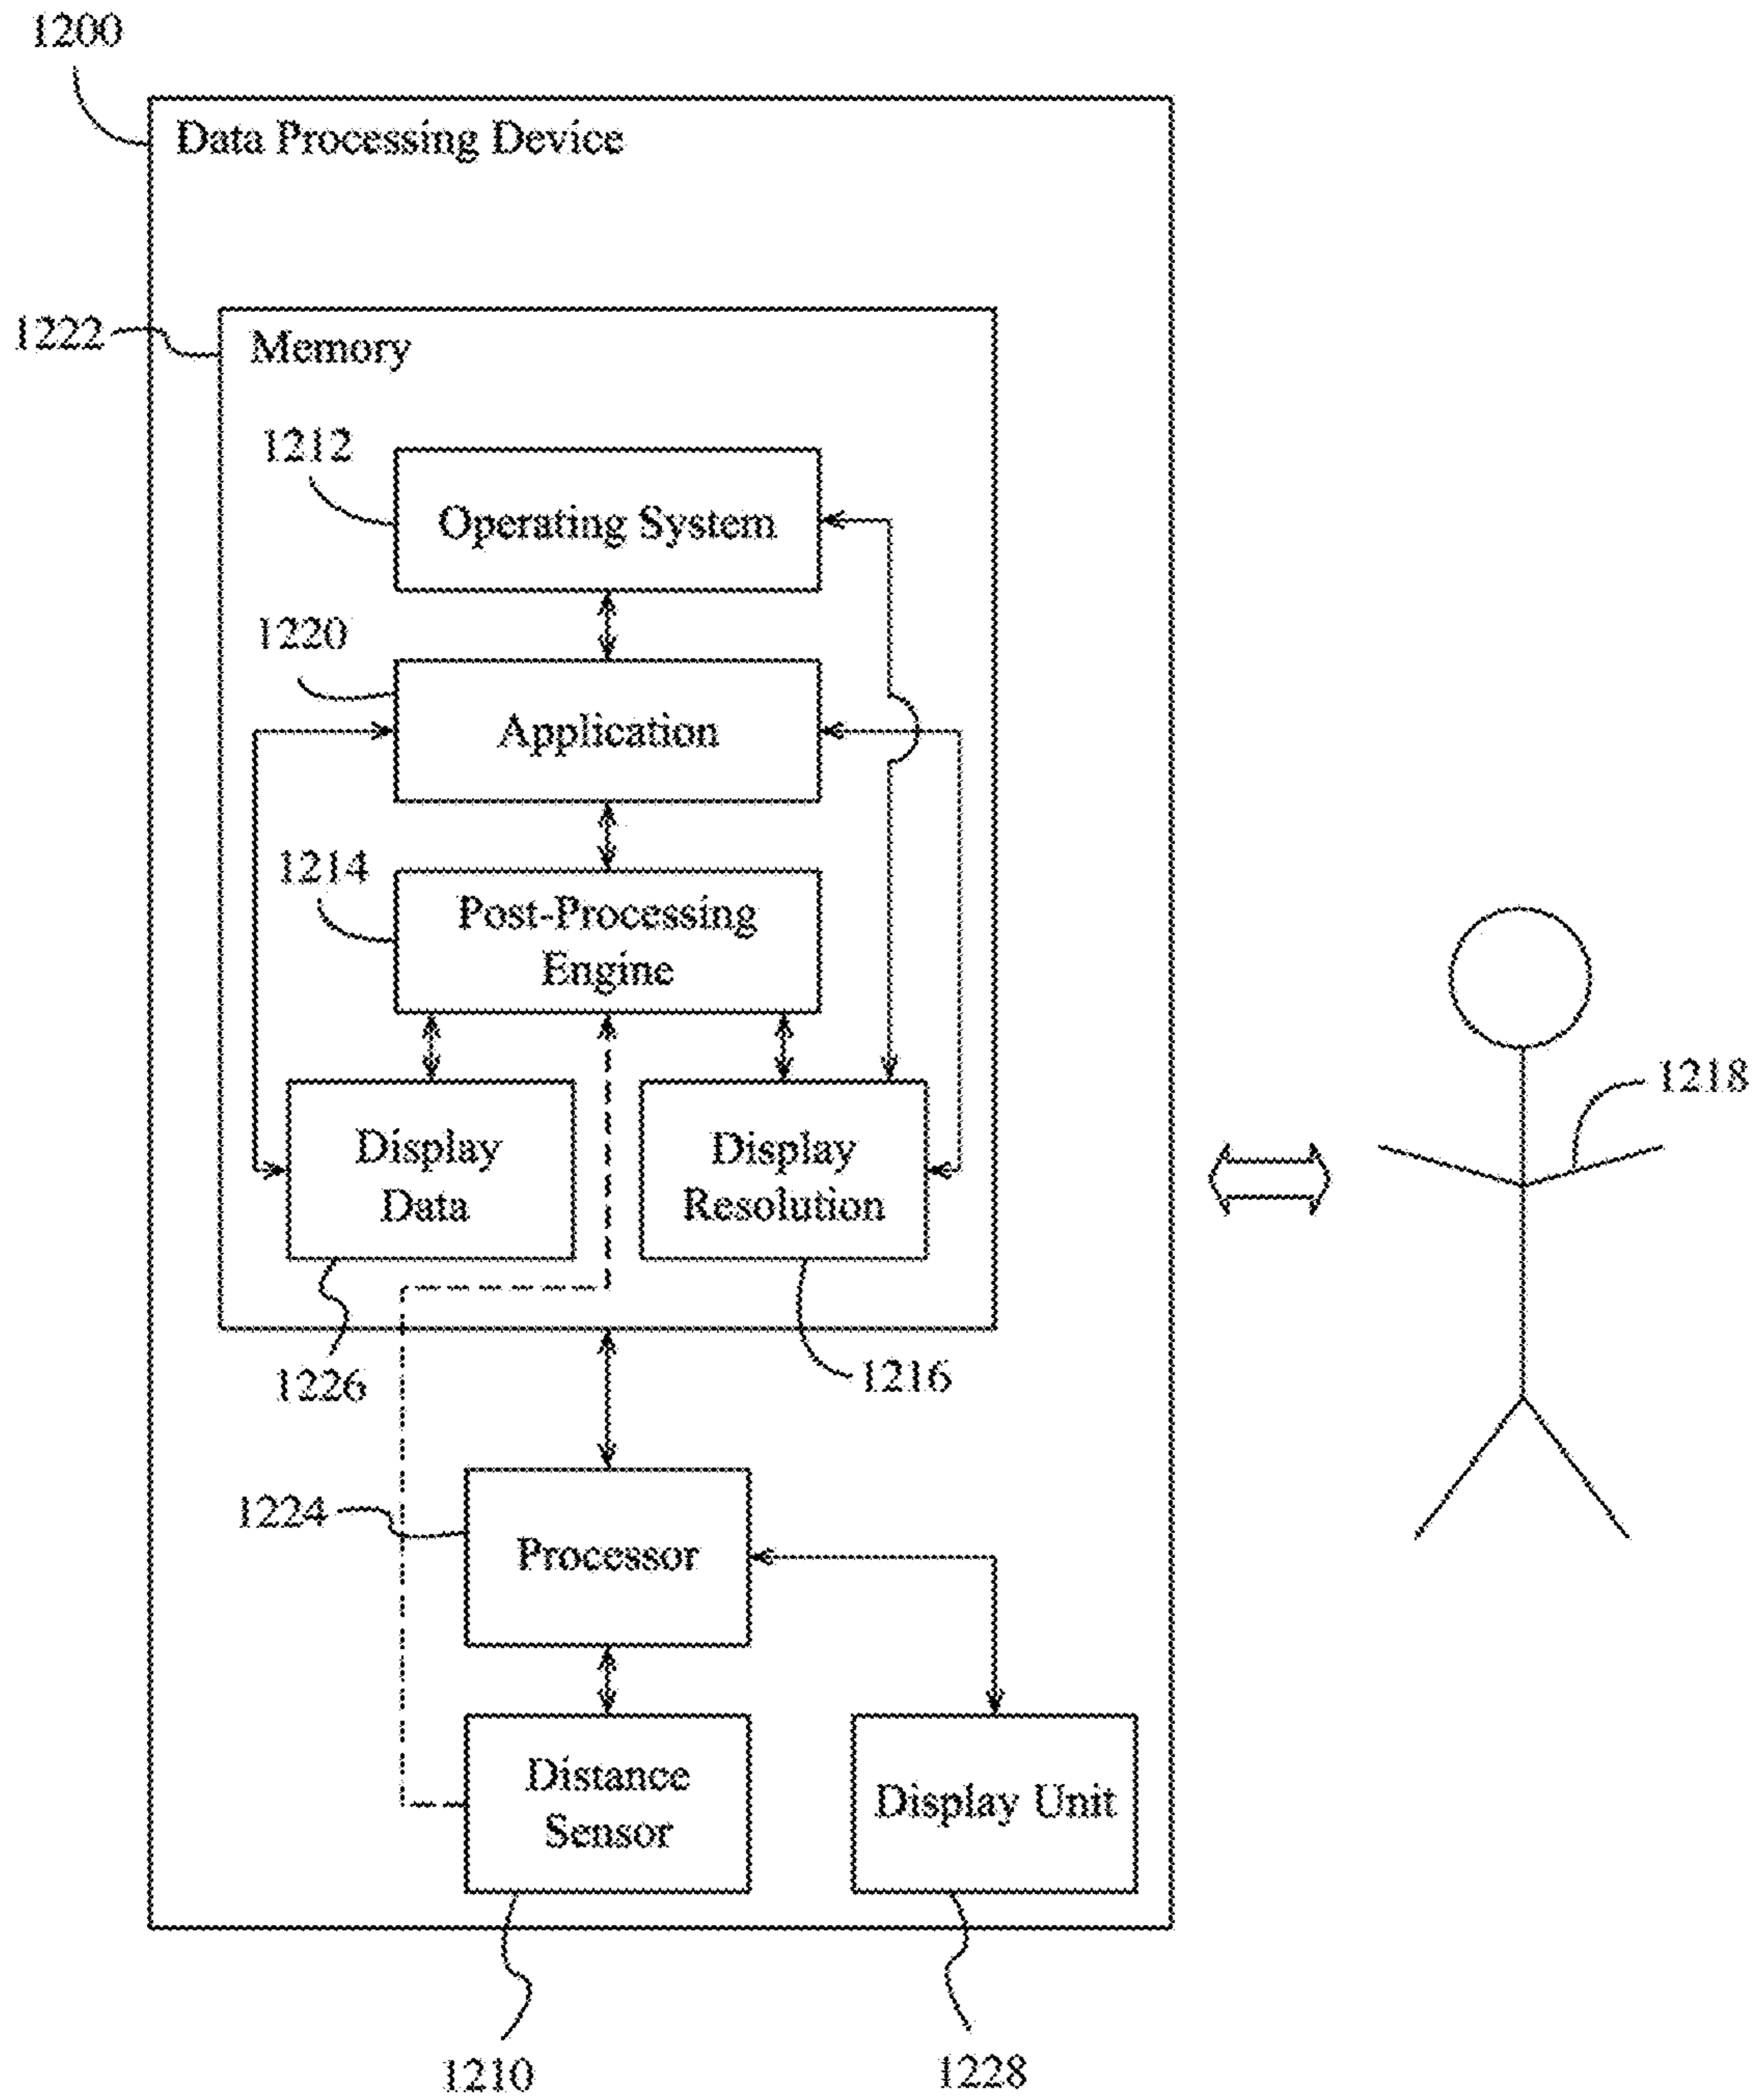 1200
Data Processing Device
1222
Memory
1212
Operating System
1220
Application
1214
Post-Processing
Engine
Display
Data
Display
Resolution
1218
1226
1216
1224
Processor
Distance
Sensor
Display Unit
1210
1228